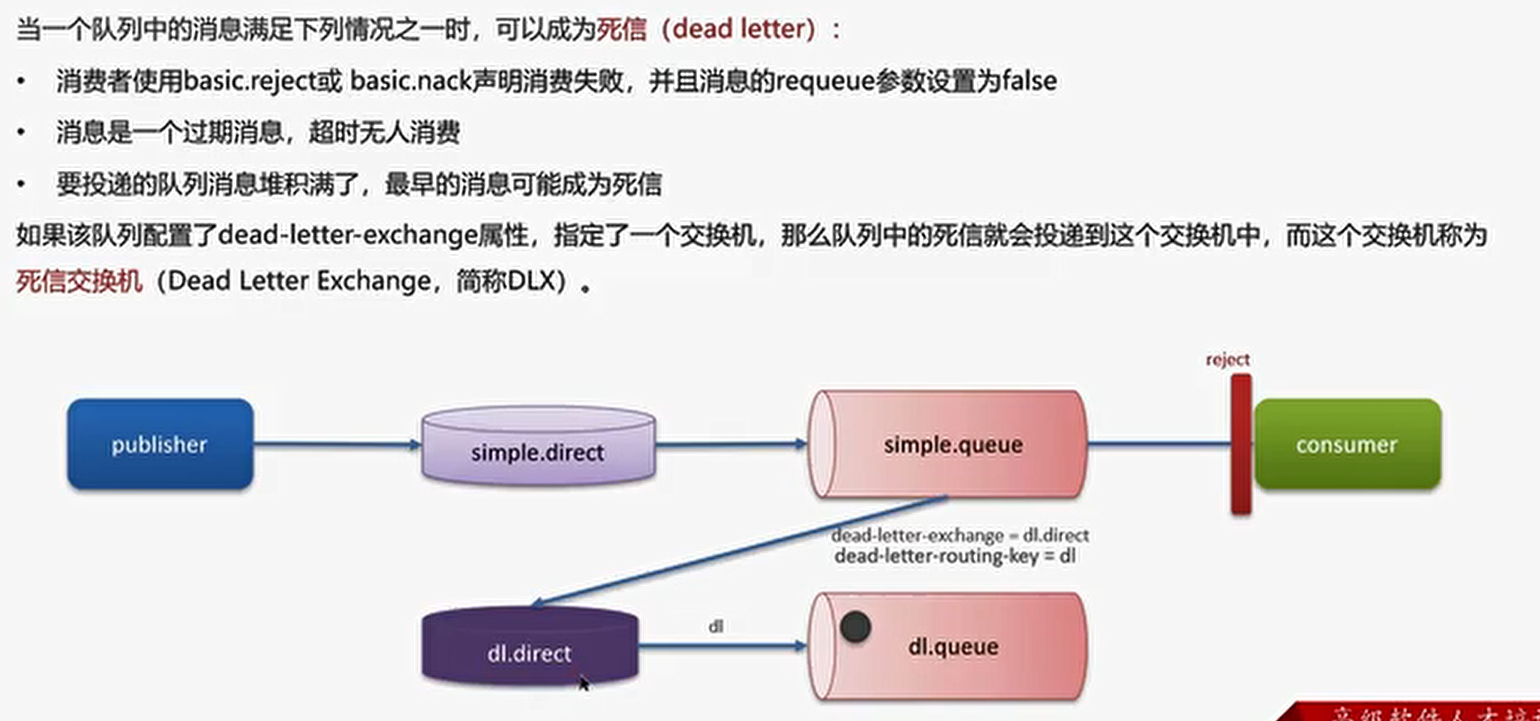 当一个队列中的消息满足下列情况之一时，可以成为死信（dead letter）：
• 消费者使用basic.reject或 basic.nack声明消费失败，并且消息的requeue参数设置为false
• 消息是一个过期消息，超时无人消费
• 要投递的队列消息堆积满了，最早的消息可能成为死信
如果该队列配置了dead-letter-exchange属性，指定了一个交换机，那么队列中的死信就会投递到这个交换机中，而这个交换机称为
死信交换机（Dead Letter Exchange，简称DLX）。
reject
publisher
simple.direct
simple.queue
consumer
dead-letter-exchange = dl.direct
dead-letter-routing-key = dl
dl
dl.direct
dl.queue
高级软件人才培